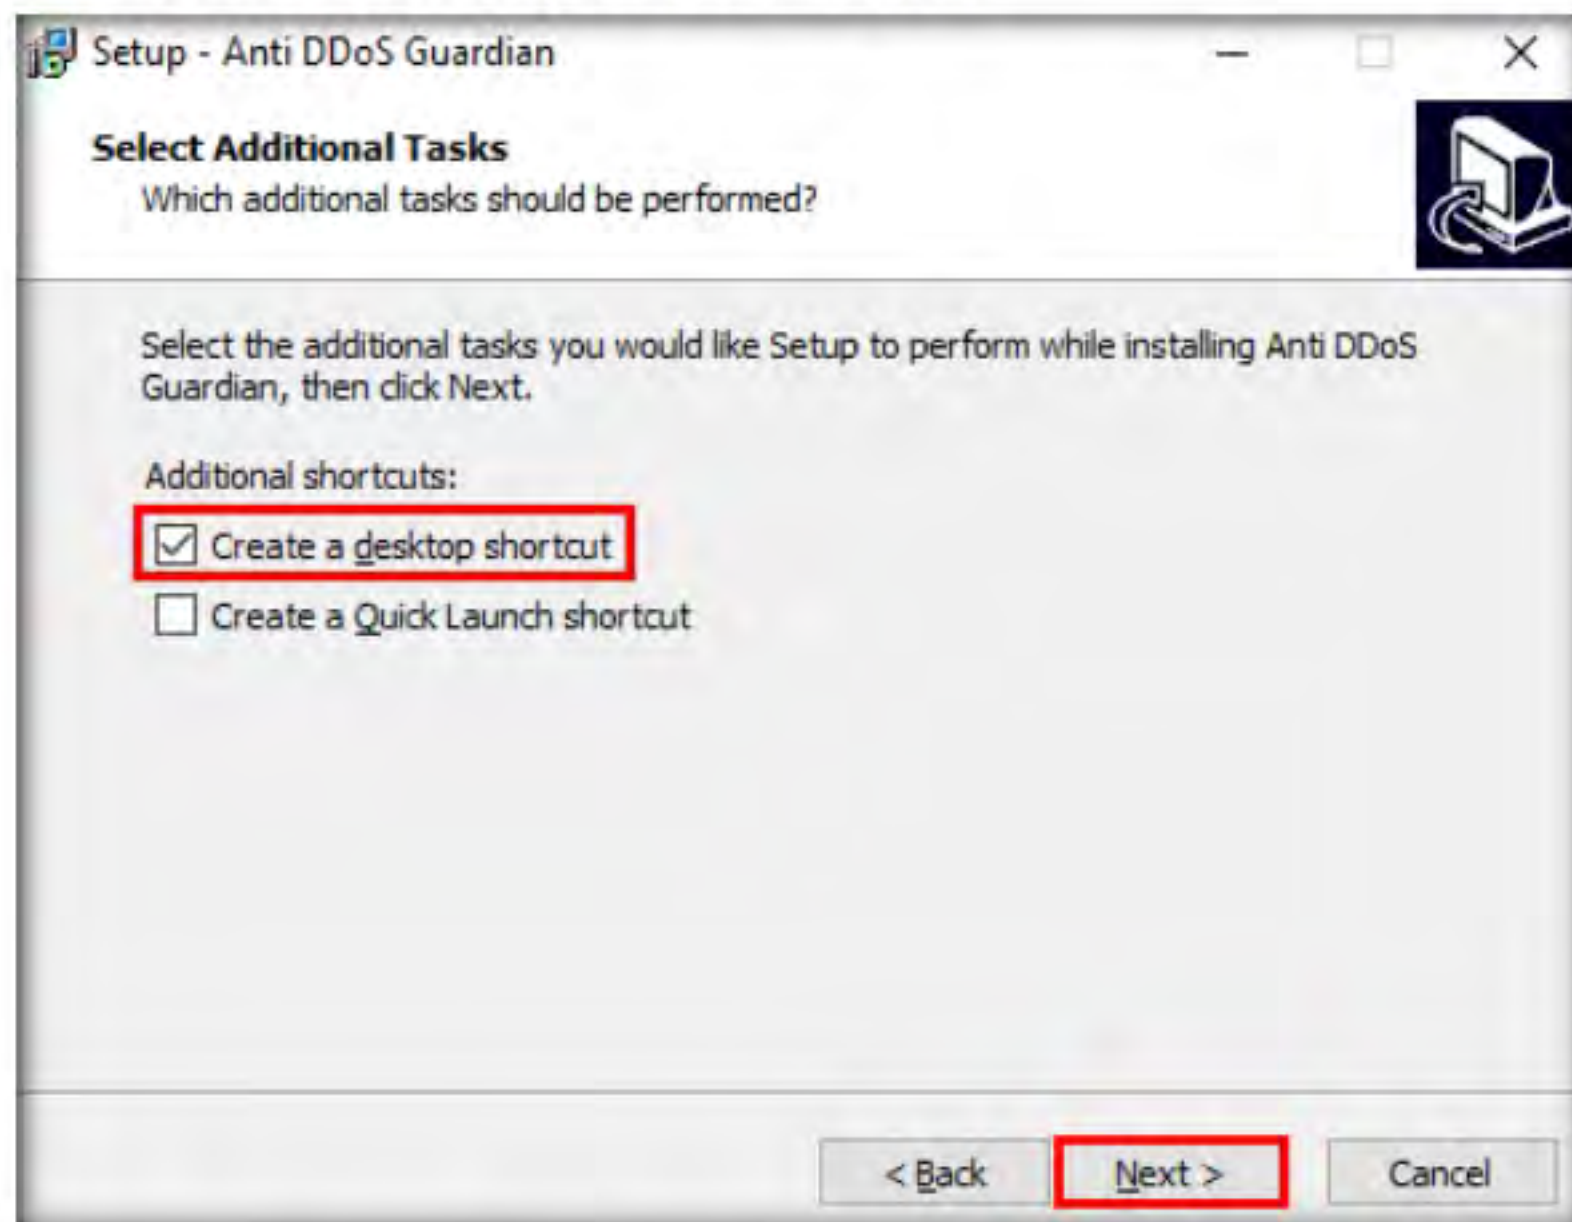 Setup - Anti DDoS Guardian
Select Additional Tasks
Which additional tasks should be performed?
Select the additional tasks you would like Setup to perform while installing Anti DDoS
Guardian, then click Next.
Additional shortcuts:
Create a desktop shortcut
Create a Quick Launch shortcut
< Back Next > Cancel